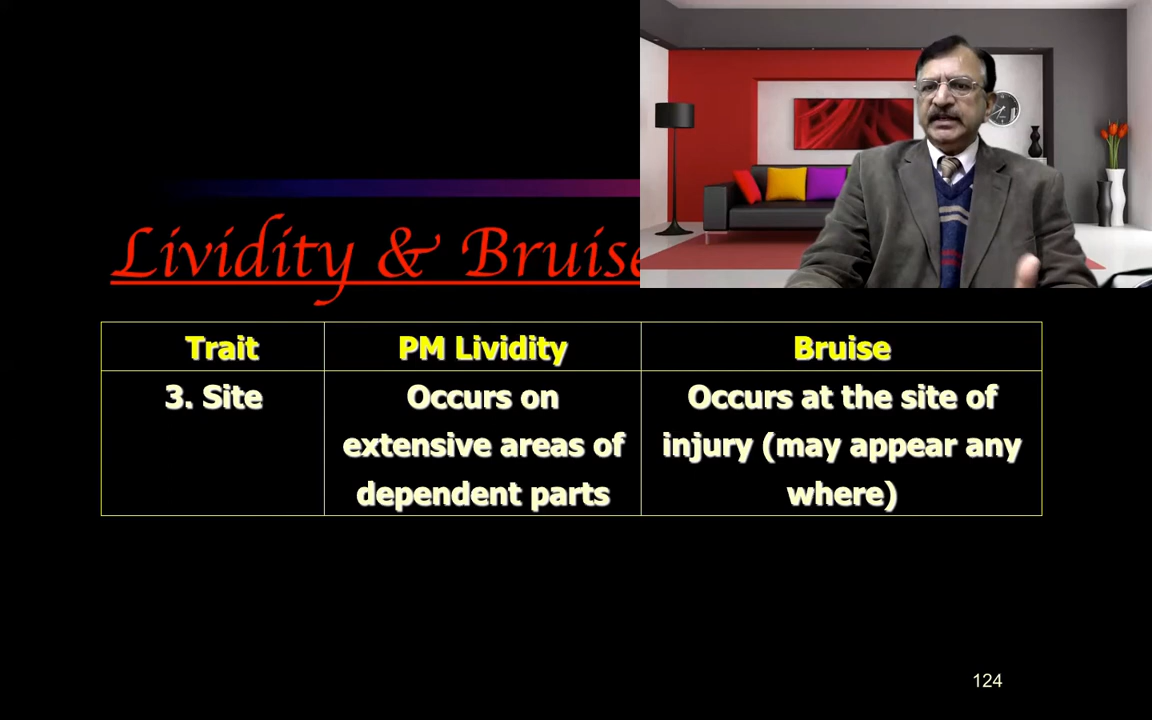 Lividity & Bruise
Trait
PM Lividity
Bruise
3. Site
Occurs on
extensive areas of
dependent parts
Occurs at the site of
injury (may appear any
where)
124